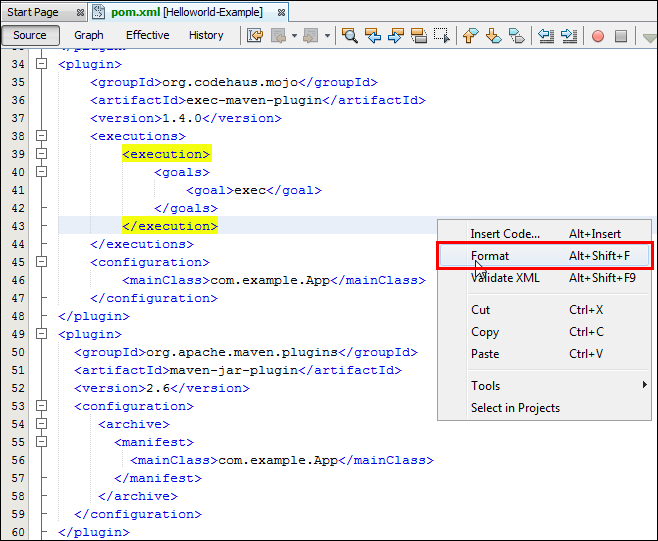 Start Page pom.xml [Helloworld-Example]
Source Graph Effective History
34 <plugin>
35 <groupId>org.codehaus.mojo</groupId>
36 <artifactId>exec-maven-plugin</artifactId>
37 <version>1.4.0</version>
38 <executions>
39 <execution>
40 <goals>
41 <goal>exec</goal>
42 </goals>
43 </execution>
44 </executions>
45 <configuration>
46 <mainClass>com.example.App</mainClass>
47 </configuration>
48 </plugin>
49 <plugin>
50 <groupId>org.apache.maven.plugins</groupId>
51 <artifactId>maven-jar-plugin</artifactId>
52 <version>2.6</version>
53 <configuration>
54 <archive>
55 <manifest>
56 <mainClass>com.example.App</mainClass>
57 </manifest>
58 </archive>
59 </configuration>
60 </plugin>
Insert Code... Alt+Insert
Format Alt+Shift+F
Validate XML Alt+Shift+F9
Cut Ctrl+X
Copy Ctrl+C
Paste Ctrl+V
Tools
Select in Projects